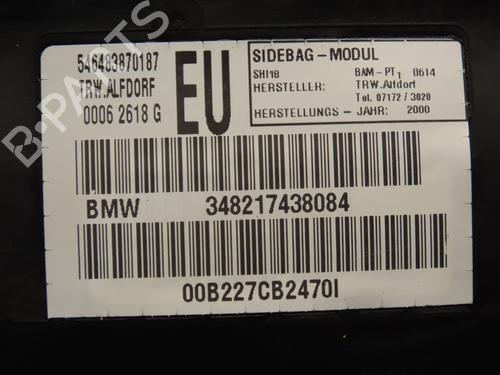 546483870187
TRW.ALFDORF
00062 2618 G
EU
SIDEBAG - MODUL
SHI18 BAM - PT1 0614
HERSTELLER: TRW.Alfdorf
Tel. 07172 / 3020
HERSTELLUNGS - JAHR: 2000
BMW 348217438084
00B227CB2470I
B-PARTS